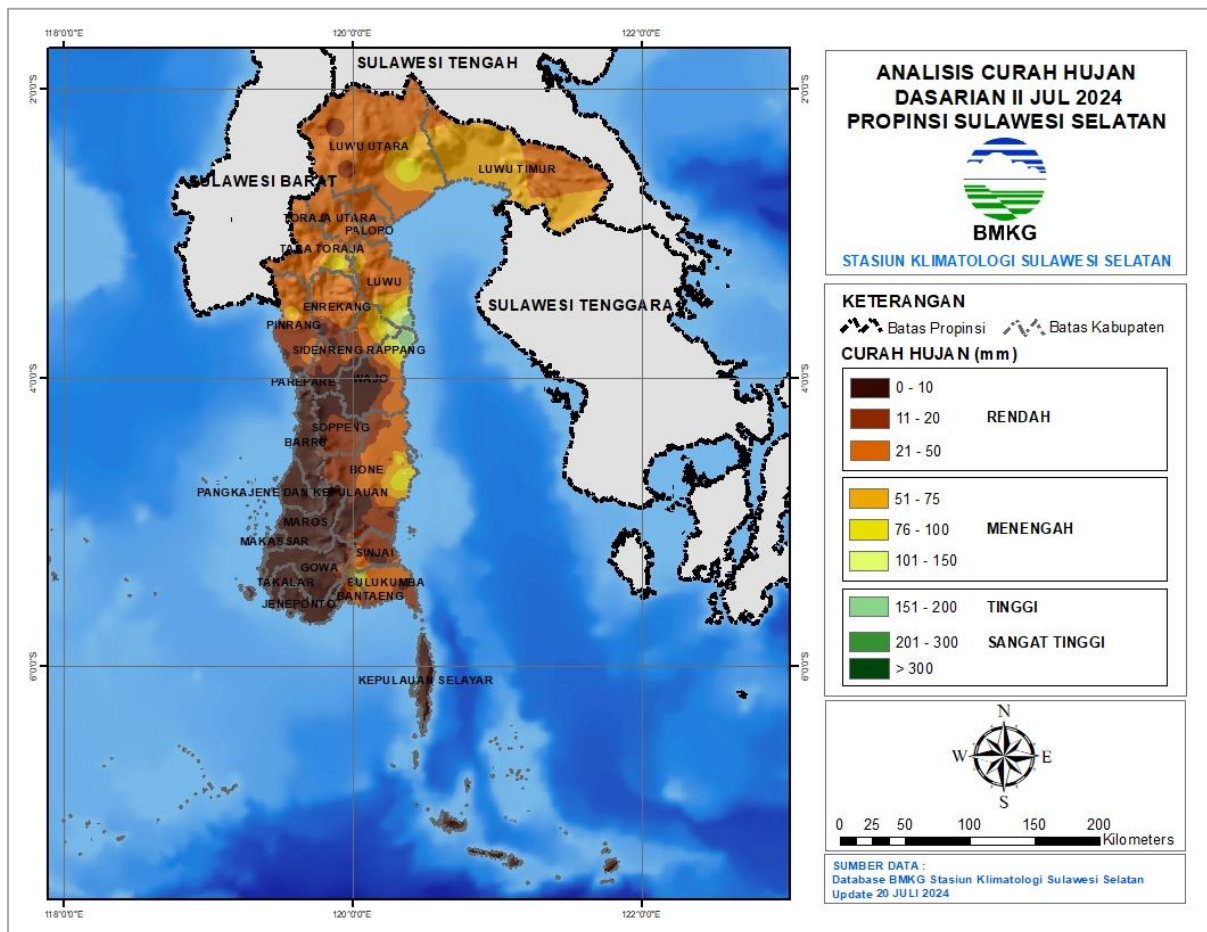 118°0'0"E
120°0'0"E
122°0'0"E
2°0'0"S
4°0'0"S
6°0'0"S
2°0'0"S
4°0'0"S
6°0'0"S
118°0'0"E
120°0'0"E
122°0'0"E
SULAWESI TENGAH
LUWU UTARA
LUWU TIMUR
SULAWESI BARAT
TORAJA UTARA
PALOPO
TANA TORAJA
LUWU
SULAWESI TENGGARA
ENREKANG
PINRANG
SIDENRENG RAPPANG
PAREPARE
WAJO
SOPPENG
BARRU
BONE
PANGKAJENE DAN KEPULAUAN
MAROS
MAKASSAR
SINJAI
GOWA
TAKALAR
BULUKUMBA
BANTAENG
JENEPONTO
KEPULAUAN SELAYAR
ANALISIS CURAH HUJAN
DASARIAN II JUL 2024
PROPINSI SULAWESI SELATAN
BMKG
STASIUN KLIMATOLOGI SULAWESI SELATAN
KETERANGAN
Batas Propinsi Batas Kabupaten
CURAH HUJAN (mm)
0 - 10
11 - 20 RENDAH
21 - 50
51 - 75
76 - 100 MENENGAH
101 - 150
151 - 200 TINGGI
201 - 300 SANGAT TINGGI
> 300
N
W E
S
0 25 50 100 150 200
Kilometers
SUMBER DATA :
Database BMKG Stasiun Klimatologi Sulawesi Selatan
Update 20 JULI 2024